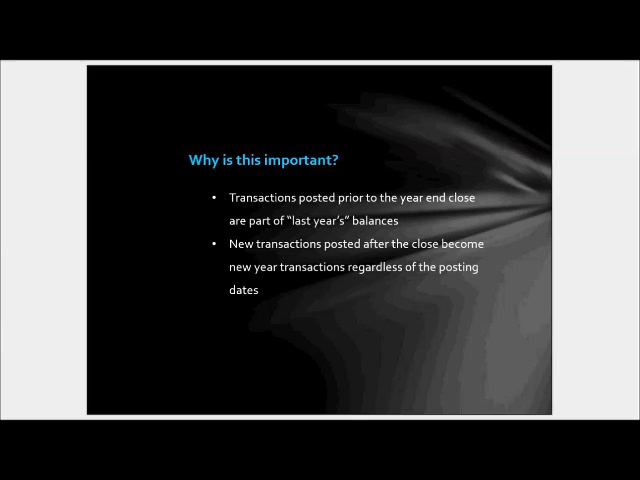 Why is this important?
• Transactions posted prior to the year end close
are part of “last year’s” balances
• New transactions posted after the close become
new year transactions regardless of the posting
dates